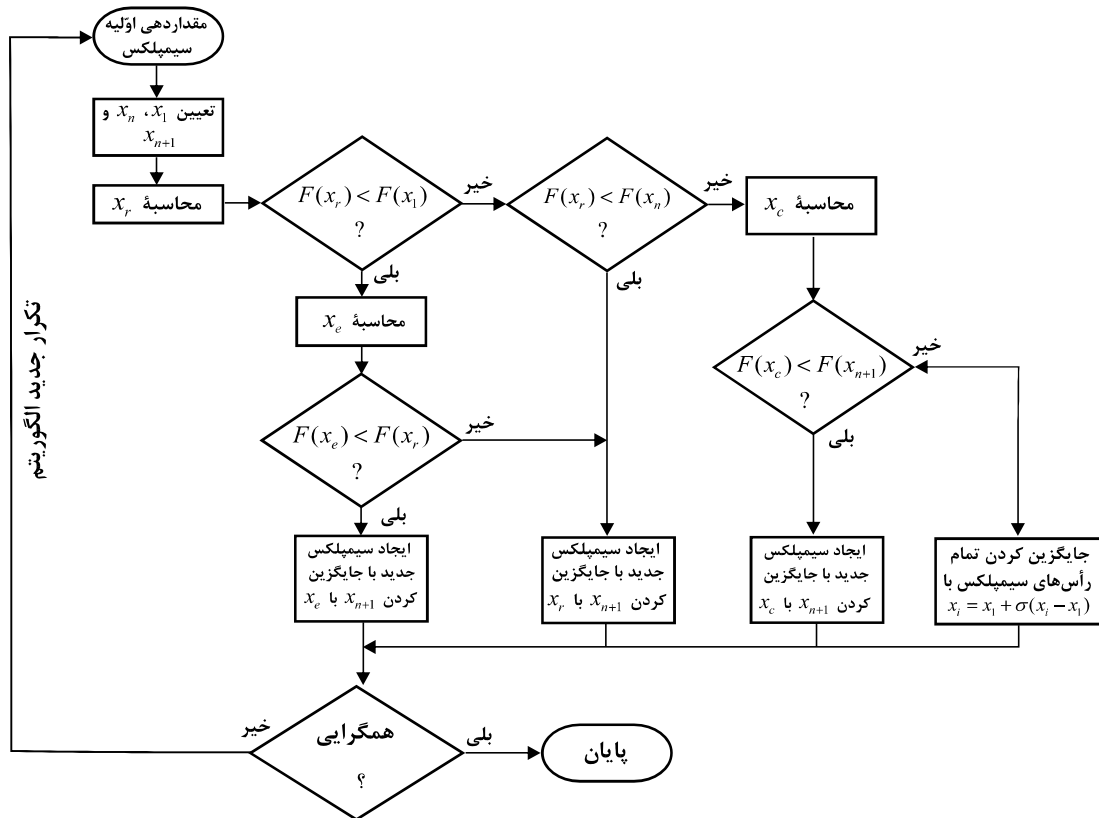 مقداردهی اوّلیه
سیمپلکس
تعیین x_1، x_n و
x_{n+1}
محاسبهٔ x_r
F(x_r) < F(x_1)
?
خیر
بلی
F(x_r) < F(x_n)
?
خیر
بلی
محاسبهٔ x_c
محاسبهٔ x_e
F(x_c) < F(x_{n+1})
?
خیر
بلی
F(x_e) < F(x_r)
?
خیر
بلی
تکرار جدید الگوریتم
ایجاد سیمپلکس
جدید با جایگزین
کردن x_{n+1} با x_e
ایجاد سیمپلکس
جدید با جایگزین
کردن x_{n+1} با x_r
ایجاد سیمپلکس
جدید با جایگزین
کردن x_{n+1} با x_c
جایگزین کردن تمام
رأس‌های سیمپلکس با
x_i = x_1 + σ(x_i − x_1)
همگرایی
؟
خیر
بلی
پایان